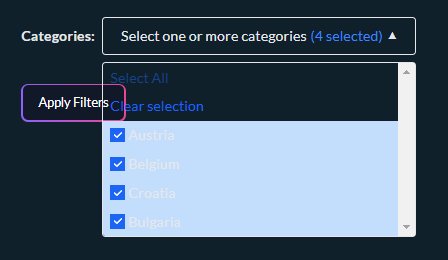 Categories: Select one or more categories (4 selected) ▲
Select All
Apply Filters
Clear selection
Austria
Belgium
Croatia
Bulgaria